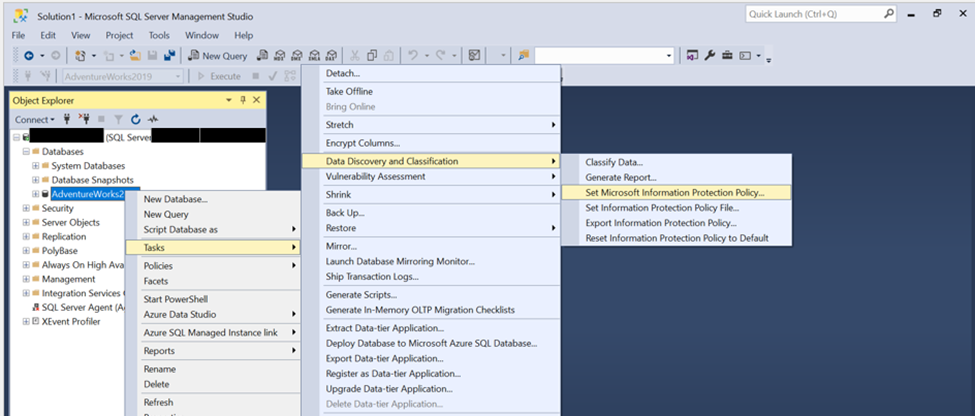 Solution1 - Microsoft SQL Server Management Studio
Quick Launch (Ctrl+Q)
File Edit View Project Tools Window Help
New Query
MDX DMX XMLA DAX
AdventureWorks2019
Execute
Object Explorer
Connect
(SQL Server
Databases
System Databases
Database Snapshots
AdventureWorks2
Security
Server Objects
Replication
PolyBase
Always On High Ava
Management
Integration Services C
SQL Server Agent (A
XEvent Profiler
New Database...
New Query
Script Database as
Tasks
Policies
Facets
Start PowerShell
Azure Data Studio
Azure SQL Managed Instance link
Reports
Rename
Delete
Refresh
Detach...
Take Offline
Bring Online
Stretch
Encrypt Columns...
Data Discovery and Classification
Vulnerability Assessment
Shrink
Back Up...
Restore
Mirror...
Launch Database Mirroring Monitor...
Ship Transaction Logs...
Generate Scripts...
Generate In-Memory OLTP Migration Checklists
Extract Data-tier Application...
Deploy Database to Microsoft Azure SQL Database...
Export Data-tier Application...
Register as Data-tier Application...
Upgrade Data-tier Application...
Delete Data-tier Application...
Classify Data...
Generate Report...
Set Microsoft Information Protection Policy...
Set Information Protection Policy File...
Export Information Protection Policy...
Reset Information Protection Policy to Default